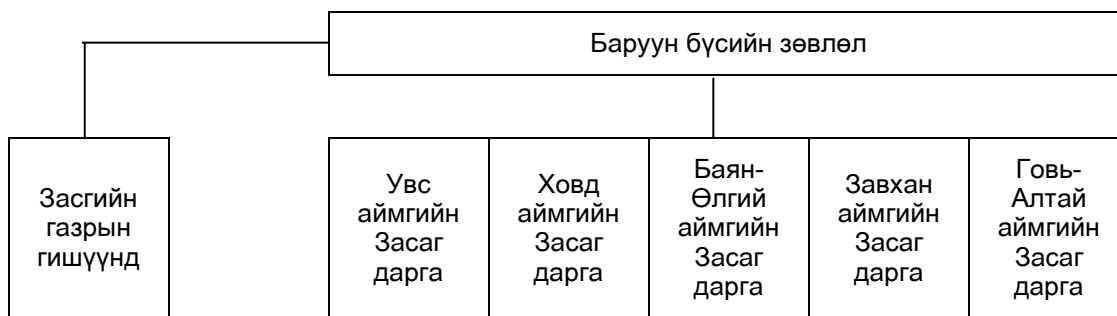 Баруун бүсийн зөвлөл
Засгийн
газрын
гишүүнд
Увс
аймгийн
Засаг
дарга
Ховд
аймгийн
Засаг
дарга
Баян-
Өлгий
аймгийн
Засаг
дарга
Завхан
аймгийн
Засаг
дарга
Говь-
Алтай
аймгийн
Засаг
дарга